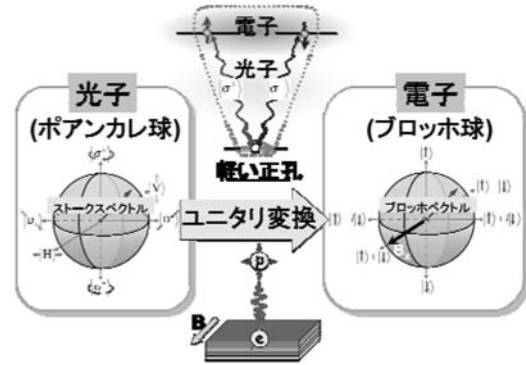 電子
光子
|σ⁺⟩ |σ⁻⟩
軽い正孔
光子
(ポアンカレ球)
ストークスベクトル
|H⟩
ユニタリ変換
p
B
e
電子
(ブロッホ球)
|↑⟩
ブロッホベクトル
|↓⟩